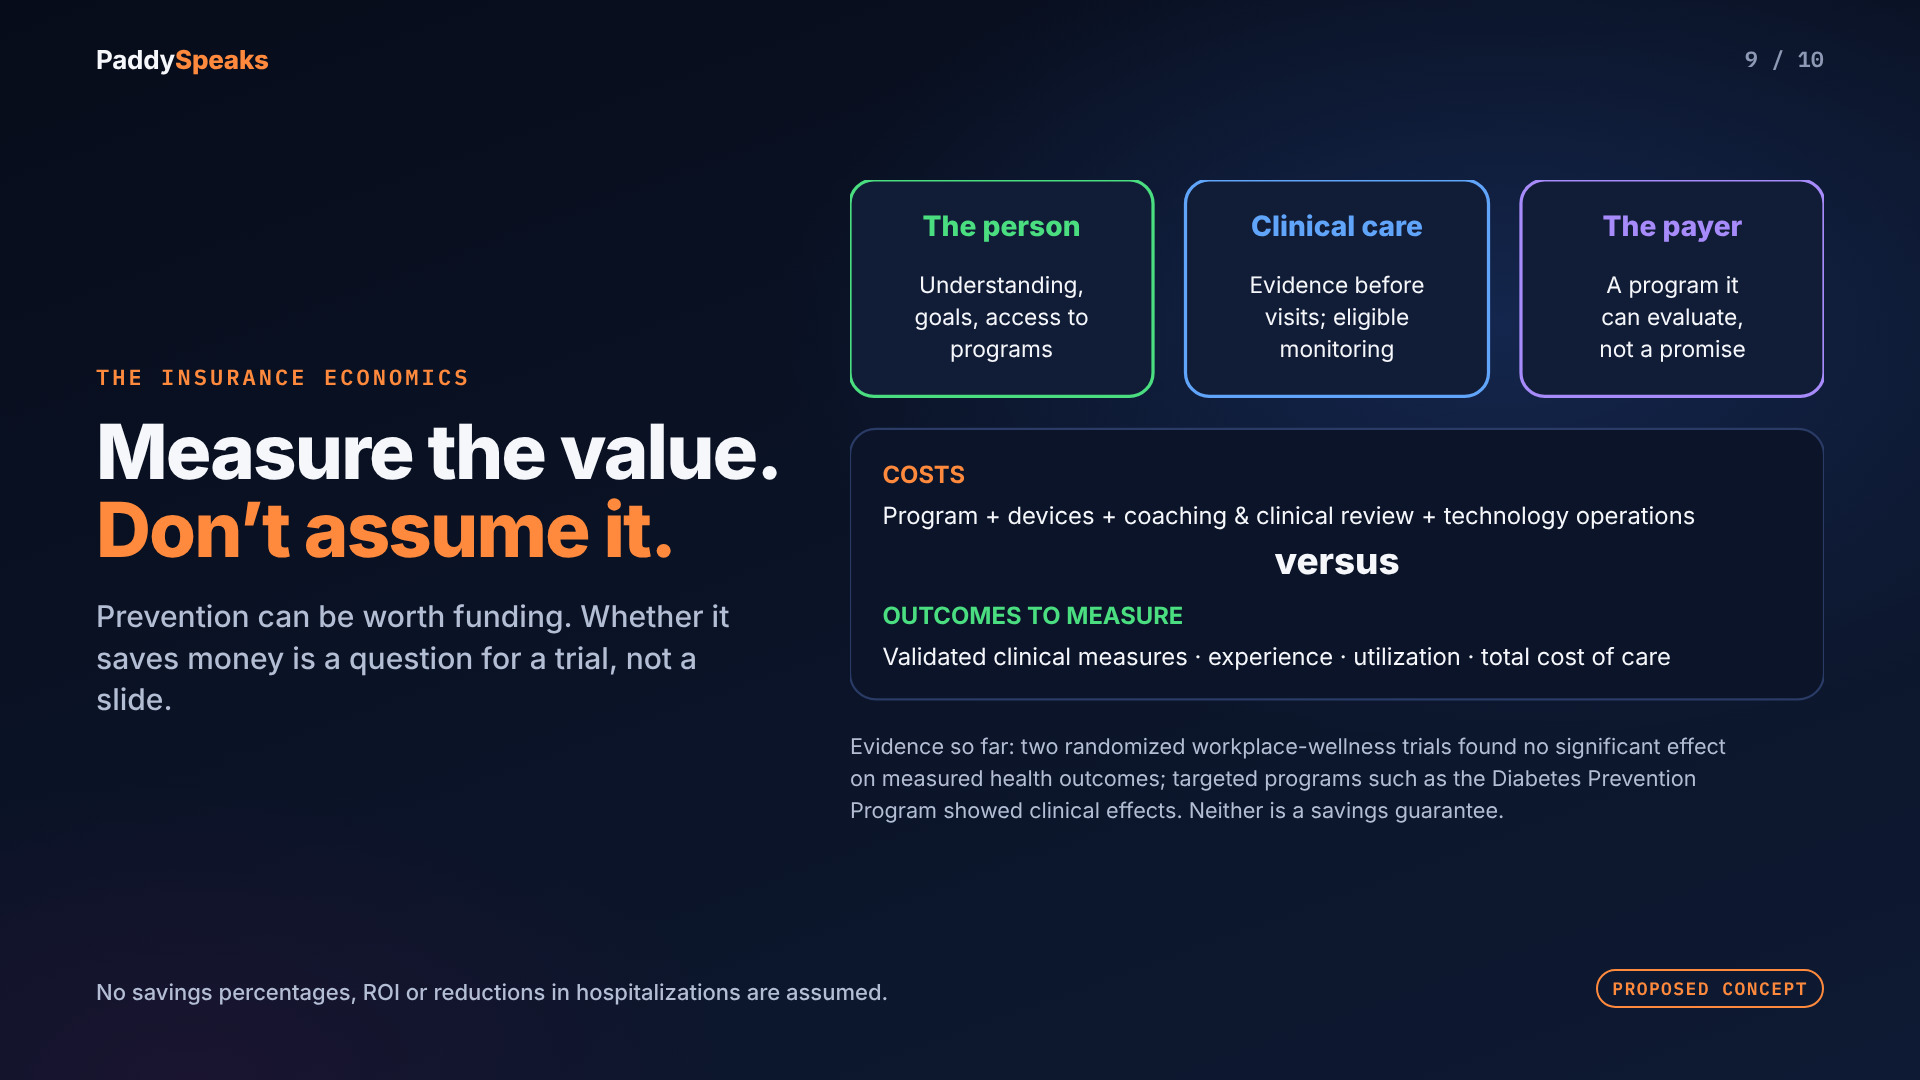 PaddySpeaks
9 / 10
THE INSURANCE ECONOMICS
Measure the value.
Don’t assume it.
Prevention can be worth funding. Whether it
saves money is a question for a trial, not a
slide.
The person
Understanding,
goals, access to
programs
Clinical care
Evidence before
visits; eligible
monitoring
The payer
A program it
can evaluate,
not a promise
COSTS
Program + devices + coaching & clinical review + technology operations
versus
OUTCOMES TO MEASURE
Validated clinical measures · experience · utilization · total cost of care
Evidence so far: two randomized workplace-wellness trials found no significant effect
on measured health outcomes; targeted programs such as the Diabetes Prevention
Program showed clinical effects. Neither is a savings guarantee.
No savings percentages, ROI or reductions in hospitalizations are assumed.
PROPOSED CONCEPT